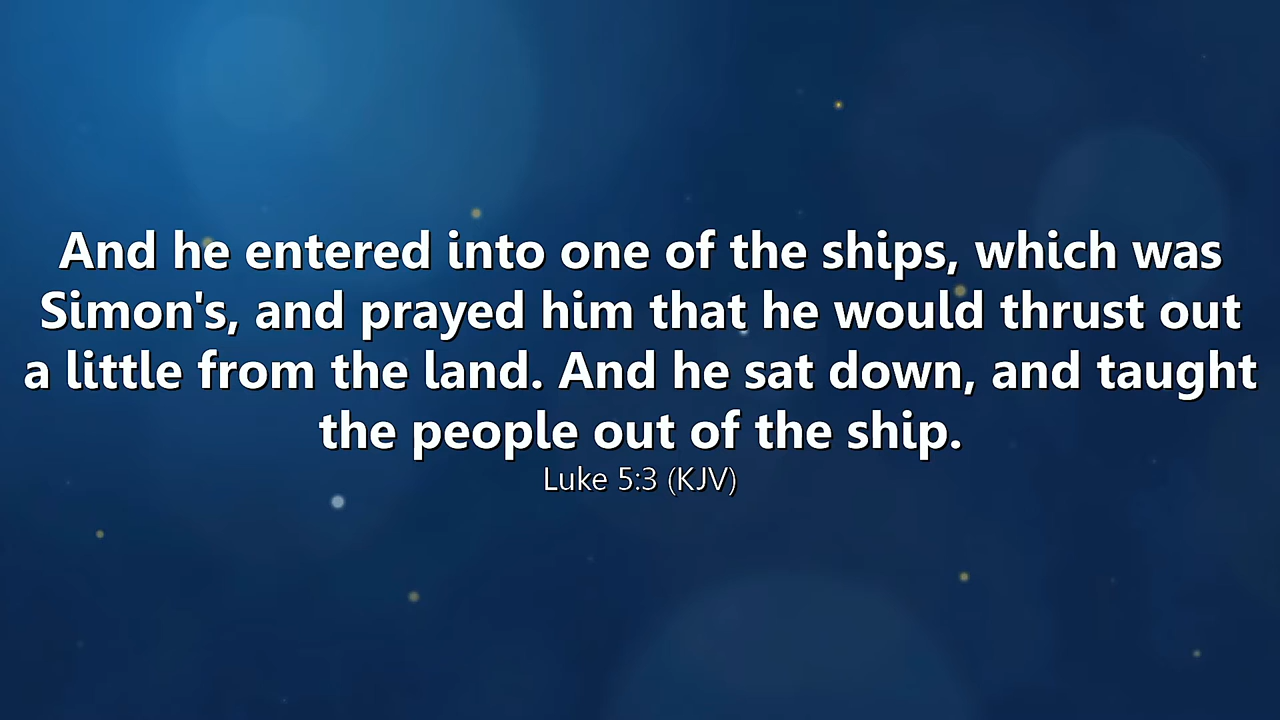 And he entered into one of the ships, which was
Simon's, and prayed him that he would thrust out
a little from the land. And he sat down, and taught
the people out of the ship.
Luke 5:3 (KJV)